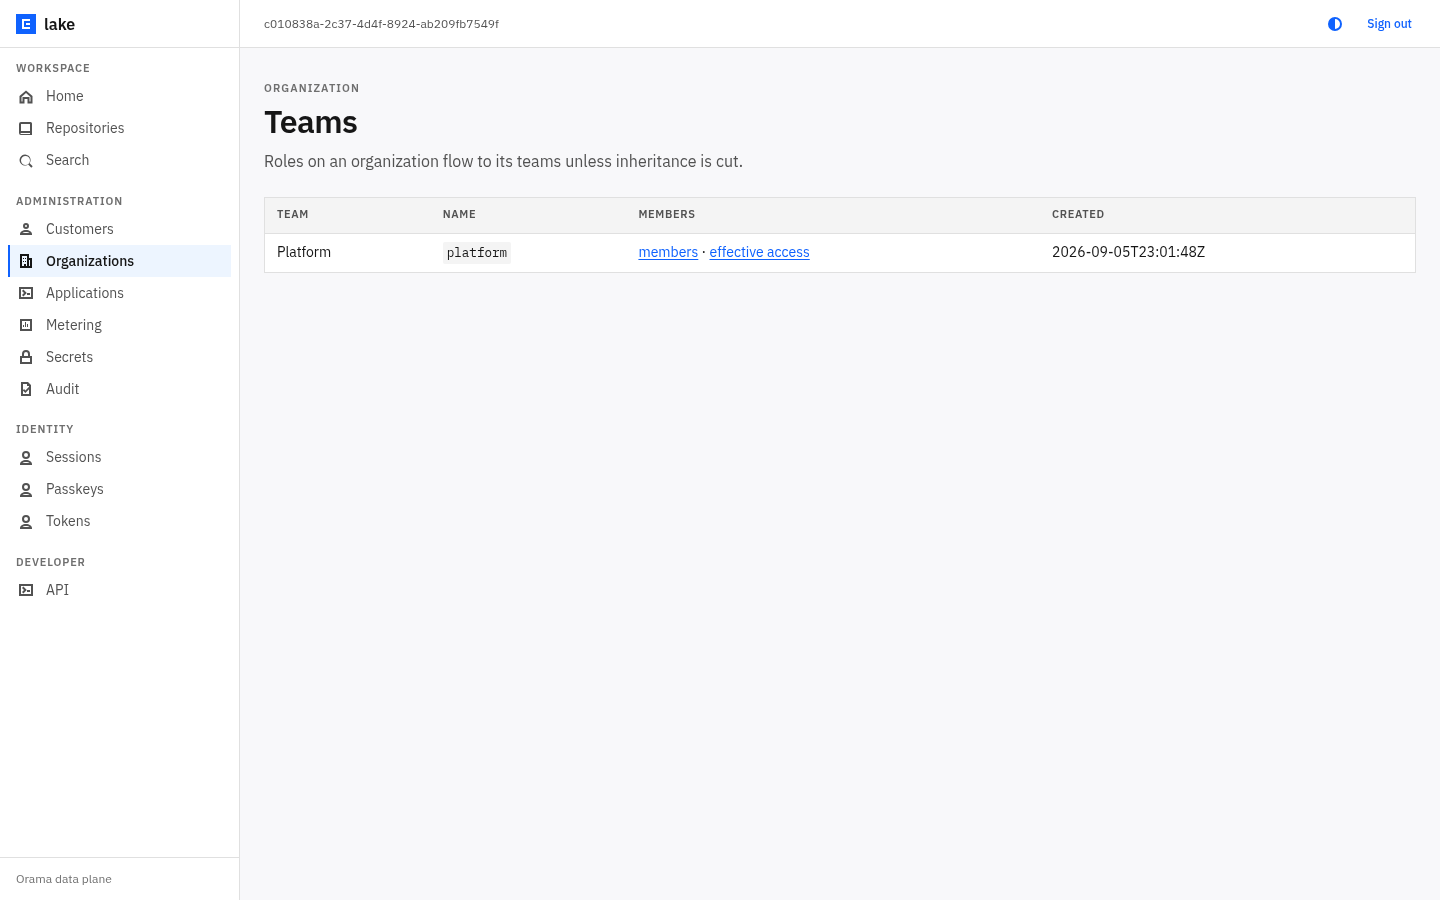 lake
c010838a-2c37-4d4f-8924-ab209fb7549f
Sign out
WORKSPACE
Home
Repositories
Search
ADMINISTRATION
Customers
Organizations
Applications
Metering
Secrets
Audit
IDENTITY
Sessions
Passkeys
Tokens
DEVELOPER
API
Orama data plane
ORGANIZATION
Teams
Roles on an organization flow to its teams unless inheritance is cut.
TEAM NAME MEMBERS CREATED
Platform platform members · effective access 2026-09-05T23:01:48Z